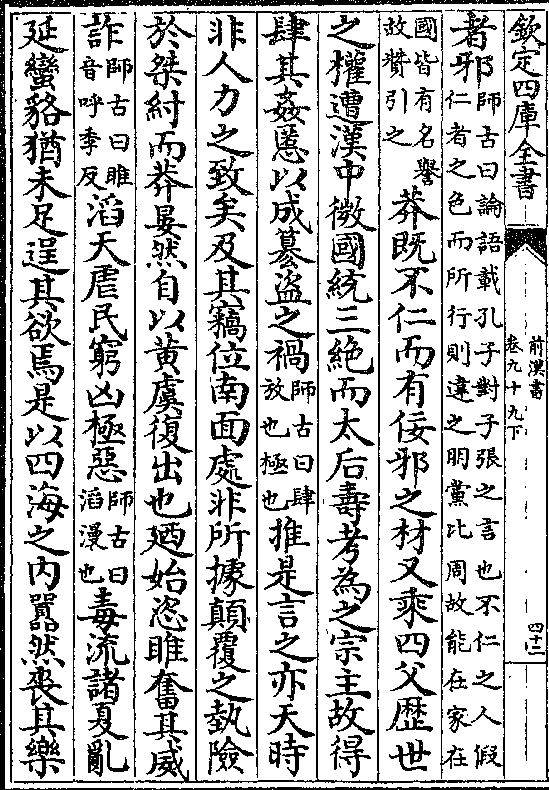 欽定四庫全書
前漢書
卷九十九下
四十二
者邪師古曰論語載孔子對子張之言也不仁之人假仁者之色而所行則違之明黨比周故能在家在
國皆有名譽故贊引之莽既不仁而有佞邪之材又乘四父歴世
之權遭漢中微國統三絕而太后壽考為之宗主故得
肆其姦慝以成簒盜之禍師古曰肆放也極也推是言之亦天時
非人力之致矣及其竊位南面處非所據顛覆之埶險
於桀紂而莽晏然自以黃虞復出也廼始恣睢奮其威
詐師古曰睢音呼季反滔天虐民窮凶極惡師古曰滔漫也毒流諸夏亂
延蠻貉猶未足逞其欲焉是以四海之內囂然喪其樂